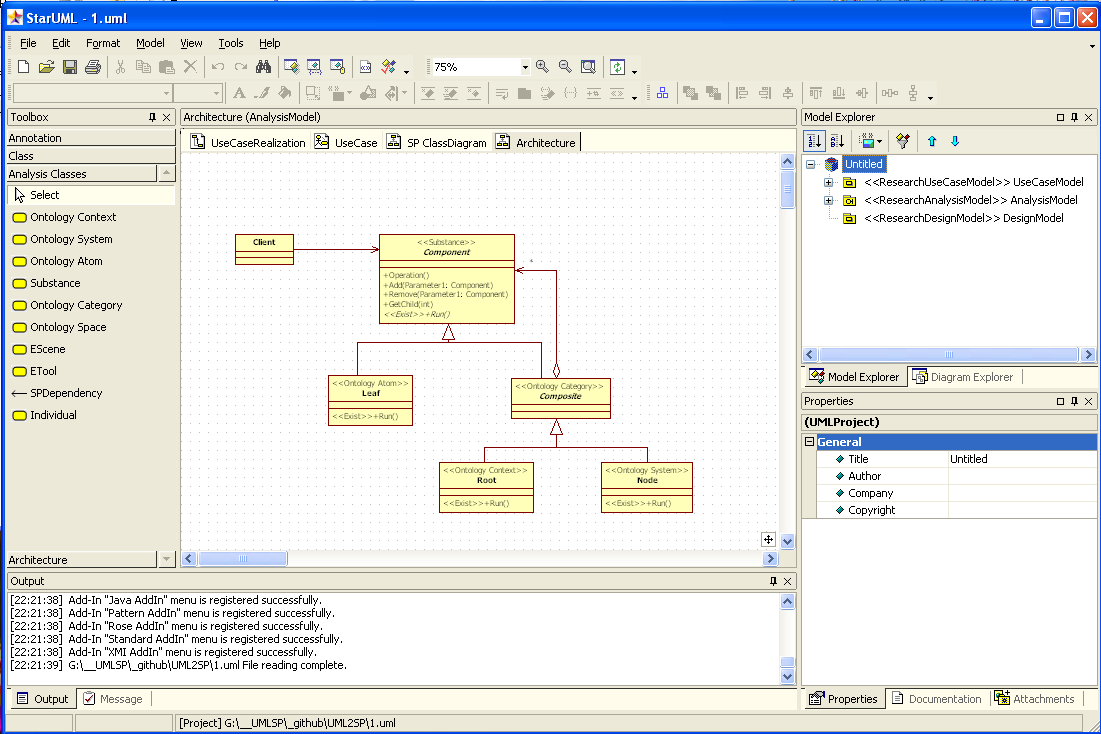 StarUML - 1.uml
File Edit Format Model View Tools Help
75%
Toolbox
Annotation
Class
Analysis Classes
Select
Ontology Context
Ontology System
Ontology Atom
Substance
Ontology Category
Ontology Space
EScene
ETool
SPDependency
Individual
Architecture
Architecture (AnalysisModel)
UseCaseRealization UseCase SP ClassDiagram Architecture
Client
<<Substance>>
Component
+Operation()
+Add(Parameter1: Component)
+Remove(Parameter1: Component)
+GetChild(int)
<<Exist>>+Run()
*
<<Ontology Atom>>
Leaf
<<Exist>>+Run()
<<Ontology Category>>
Composite
<<Ontology Context>>
Root
<<Exist>>+Run()
<<Ontology System>>
Node
<<Exist>>+Run()
Model Explorer
Untitled
<<ResearchUseCaseModel>> UseCaseModel
<<ResearchAnalysisModel>> AnalysisModel
<<ResearchDesignModel>> DesignModel
Model Explorer Diagram Explorer
Properties
(UMLProject)
General
Title Untitled
Author
Company
Copyright
Properties Documentation Attachments
Output
[22:21:38] Add-In "Java AddIn" menu is registered successfully.
[22:21:38] Add-In "Pattern AddIn" menu is registered successfully.
[22:21:38] Add-In "Rose AddIn" menu is registered successfully.
[22:21:38] Add-In "Standard AddIn" menu is registered successfully.
[22:21:38] Add-In "XMI AddIn" menu is registered successfully.
[22:21:39] G:\__UMLSP\_github\UML2SP\1.uml File reading complete.
Output Message
[Project] G:\__UMLSP\_github\UML2SP\1.uml